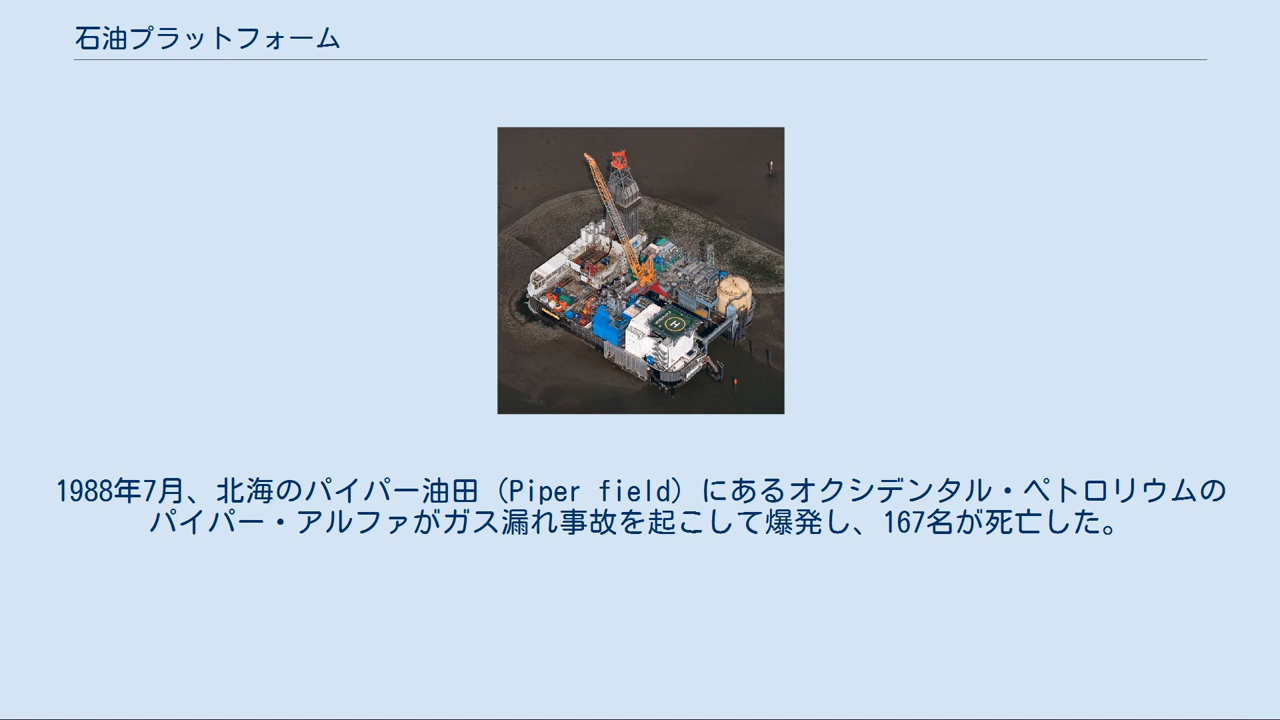 石油プラットフォーム
1988年7月、北海のパイパー油田（Piper field）にあるオクシデンタル・ペトロリウムの
パイパー・アルファがガス漏れ事故を起こして爆発し、167名が死亡した。